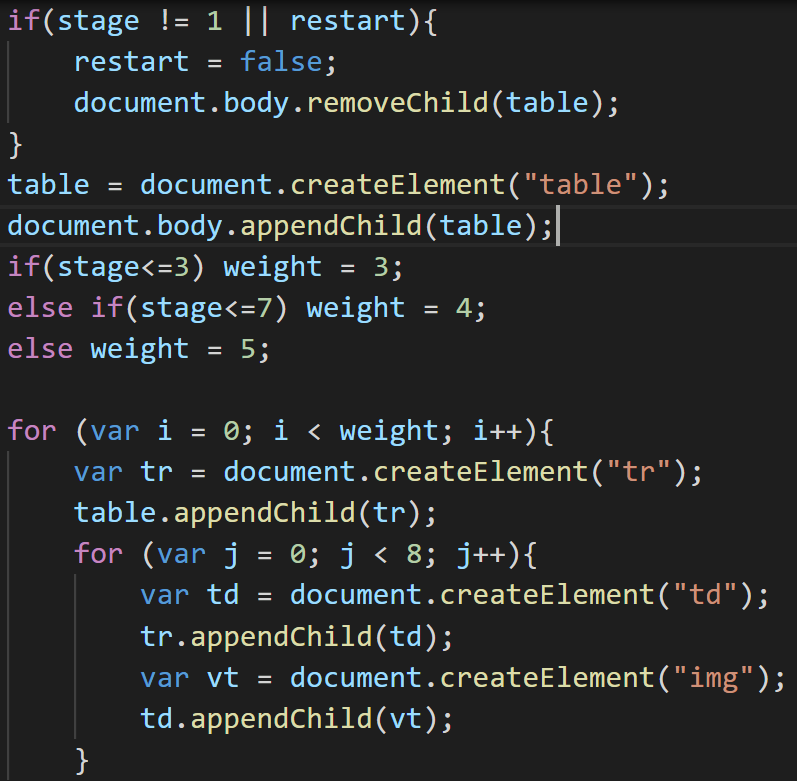 if(stage != 1 || restart){
    restart = false;
    document.body.removeChild(table);
}
table = document.createElement("table");
document.body.appendChild(table);
if(stage<=3) weight = 3;
else if(stage<=7) weight = 4;
else weight = 5;

for (var i = 0; i < weight; i++){
    var tr = document.createElement("tr");
    table.appendChild(tr);
    for (var j = 0; j < 8; j++){
        var td = document.createElement("td");
        tr.appendChild(td);
        var vt = document.createElement("img");
        td.appendChild(vt);
    }